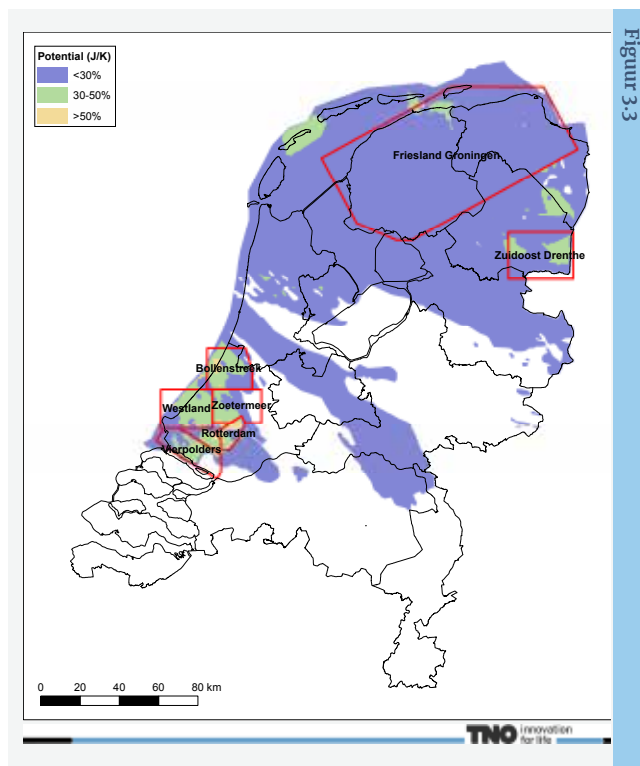 Figuur 3.3
Potential (J/K)
<30%
30-50%
>50%
Friesland Groningen
Zuidoost Drenthe
Bollenstreek
Westland
Zoetermeer
Rotterdam
Vierpolders
0 20 40 60 80 km
TNO innovation
for life